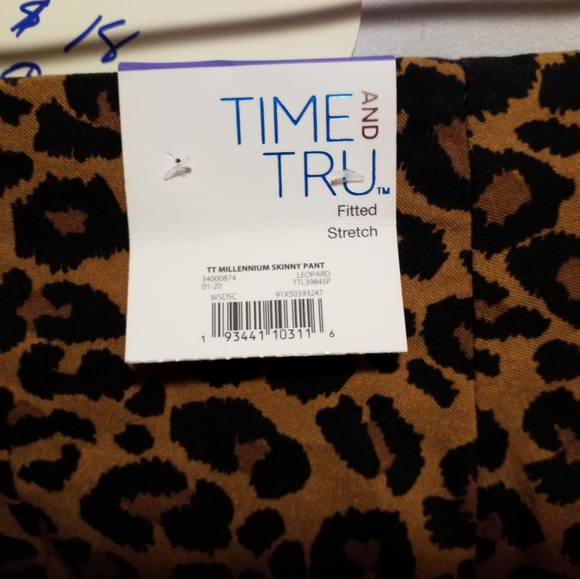 $ 18
TIME AND
TRU™
Fitted
Stretch
TT MILLENNIUM SKINNY PANT
34000874 LEOPARD
01-20 TTL3984SP
WSDSC 91X50393247
1 93441 10311 6